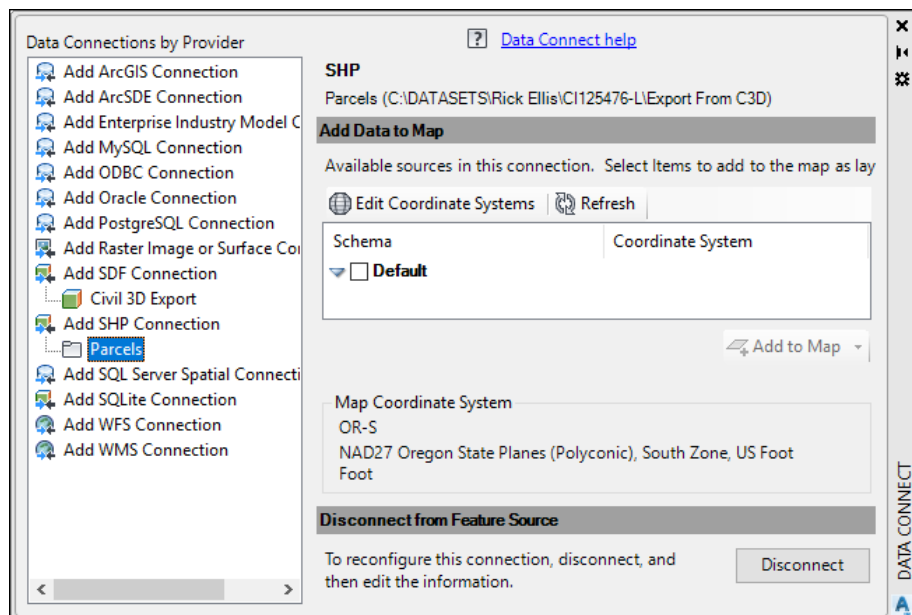 Data Connections by Provider
Add ArcGIS Connection
Add ArcSDE Connection
Add Enterprise Industry Model C
Add MySQL Connection
Add ODBC Connection
Add Oracle Connection
Add PostgreSQL Connection
Add Raster Image or Surface Co
Add SDF Connection
Civil 3D Export
Add SHP Connection
Parcels
Add SQL Server Spatial Connecti
Add SQLite Connection
Add WFS Connection
Add WMS Connection
? Data Connect help
SHP
Parcels (C:\DATASETS\Rick Ellis\CI125476-L\Export From C3D)
Add Data to Map
Available sources in this connection. Select Items to add to the map as lay
Edit Coordinate Systems Refresh
Schema Coordinate System
Default
Add to Map
Map Coordinate System
OR-S
NAD27 Oregon State Planes (Polyconic), South Zone, US Foot
Foot
Disconnect from Feature Source
To reconfigure this connection, disconnect, and
then edit the information.
Disconnect
DATA CONNECT